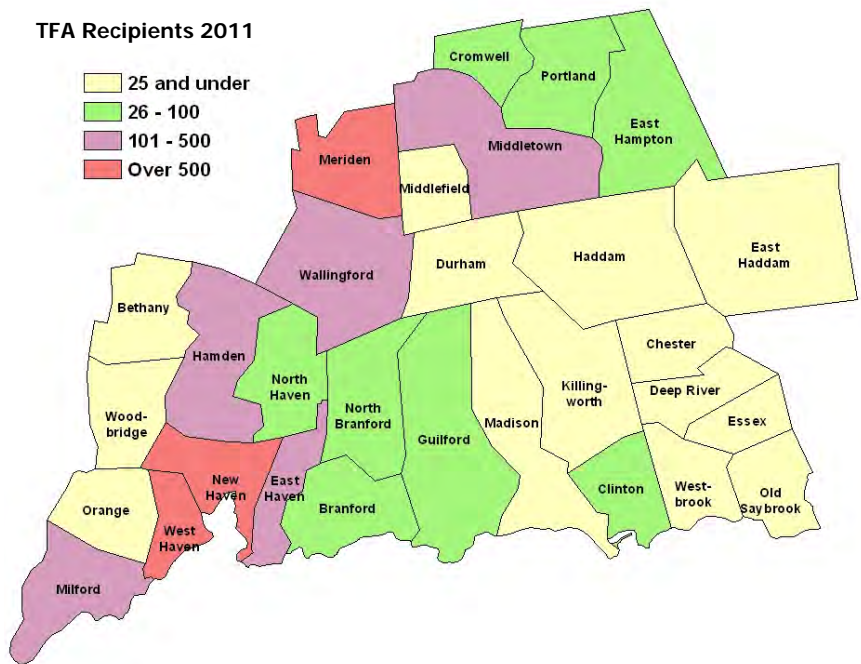 TFA Recipients 2011
25 and under
26 - 100
101 - 500
Over 500
Cromwell
Portland
East
Hampton
Meriden
Middletown
Middlefield
Wallingford
Durham
Haddam
East
Haddam
Bethany
Hamden
North
Haven
Chester
Killing-
worth
Deep River
Wood-
bridge
North
Branford
Guilford
Madison
Essex
New
Haven
East
Haven
Clinton
West-
brook
Old
Saybrook
Orange
West
Haven
Branford
Milford